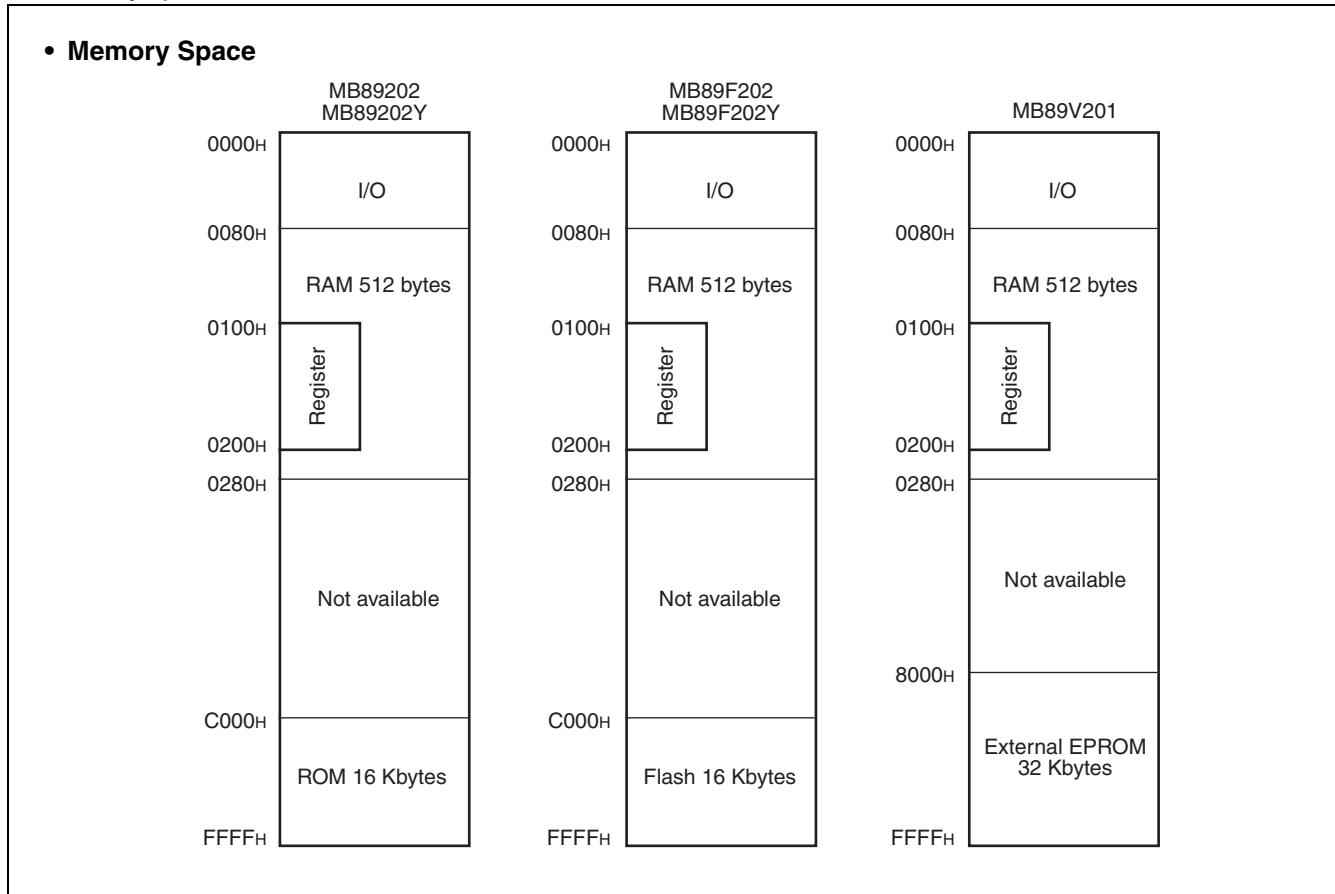 • Memory Space
MB89202
MB89202Y
0000H
I/O
0080H
RAM 512 bytes
0100H
Register
0200H
0280H
Not available
C000H
ROM 16 Kbytes
FFFFH
MB89F202
MB89F202Y
0000H
I/O
0080H
RAM 512 bytes
0100H
Register
0200H
0280H
Not available
C000H
Flash 16 Kbytes
FFFFH
MB89V201
0000H
I/O
0080H
RAM 512 bytes
0100H
Register
0200H
0280H
Not available
8000H
External EPROM
32 Kbytes
FFFFH